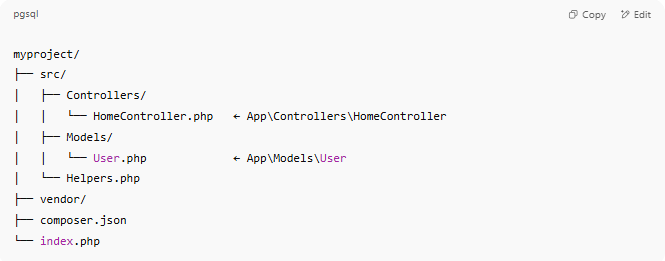 pgsql
Copy Edit
myproject/
├── src/
│   ├── Controllers/
│   │   └── HomeController.php   ← App\Controllers\HomeController
│   ├── Models/
│   │   └── User.php             ← App\Models\User
│   └── Helpers.php
├── vendor/
├── composer.json
└── index.php